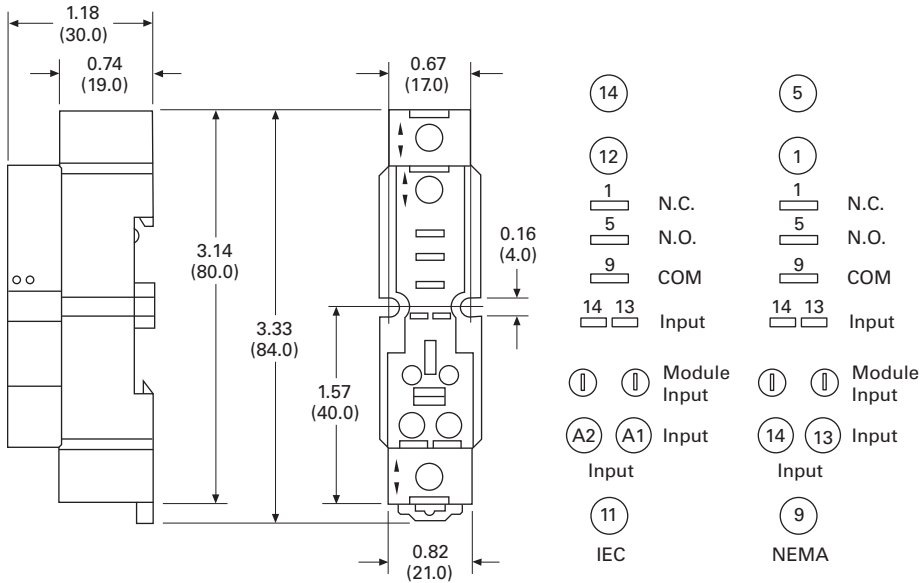 1.18
(30.0)
0.74
(19.0)
3.14
(80.0)
3.33
(84.0)
1.57
(40.0)
0.67
(17.0)
0.16
(4.0)
0.82
(21.0)
14
12
1
N.C.
5
N.O.
9
COM
14 13
Input
Module
Input
A2 A1 Input
Input
11
IEC
5
1
1
N.C.
5
N.O.
9
COM
14 13
Input
Module
Input
14 13 Input
Input
9
NEMA